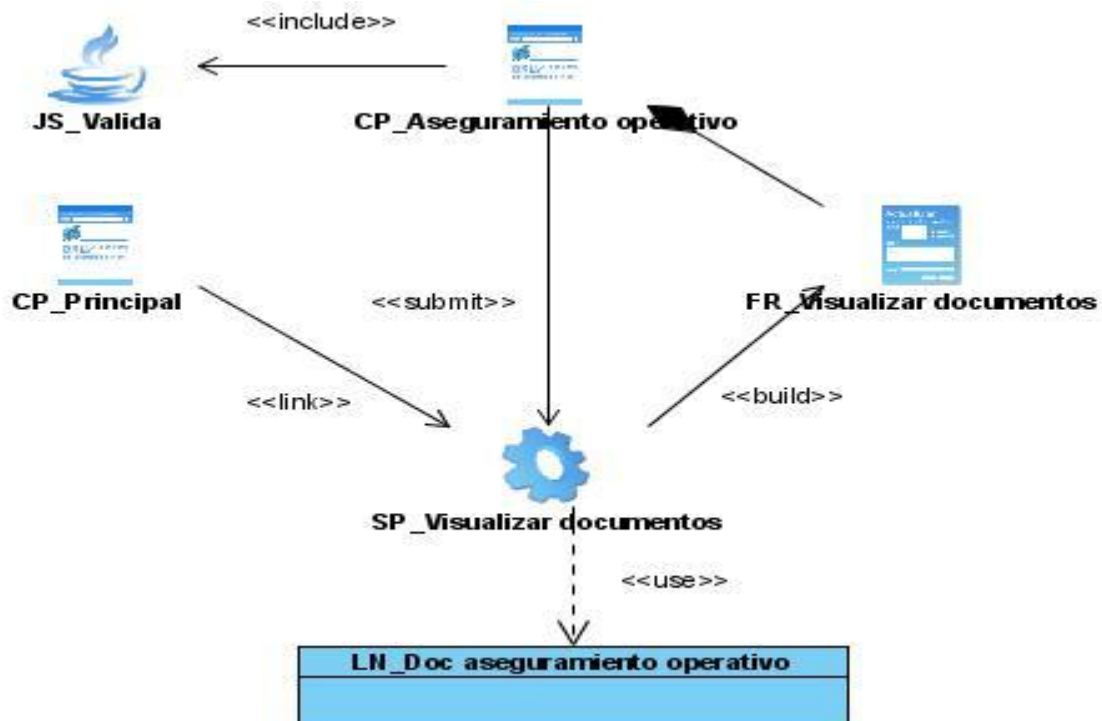 <<include>>
JS_Valida
CP_Aseguramiento operativo
CP_Principal
<<submit>>
FR_Visualizar documentos
<<link>>
<<build>>
SP_Visualizar documentos
<<use>>
LN_Doc aseguramiento operativo